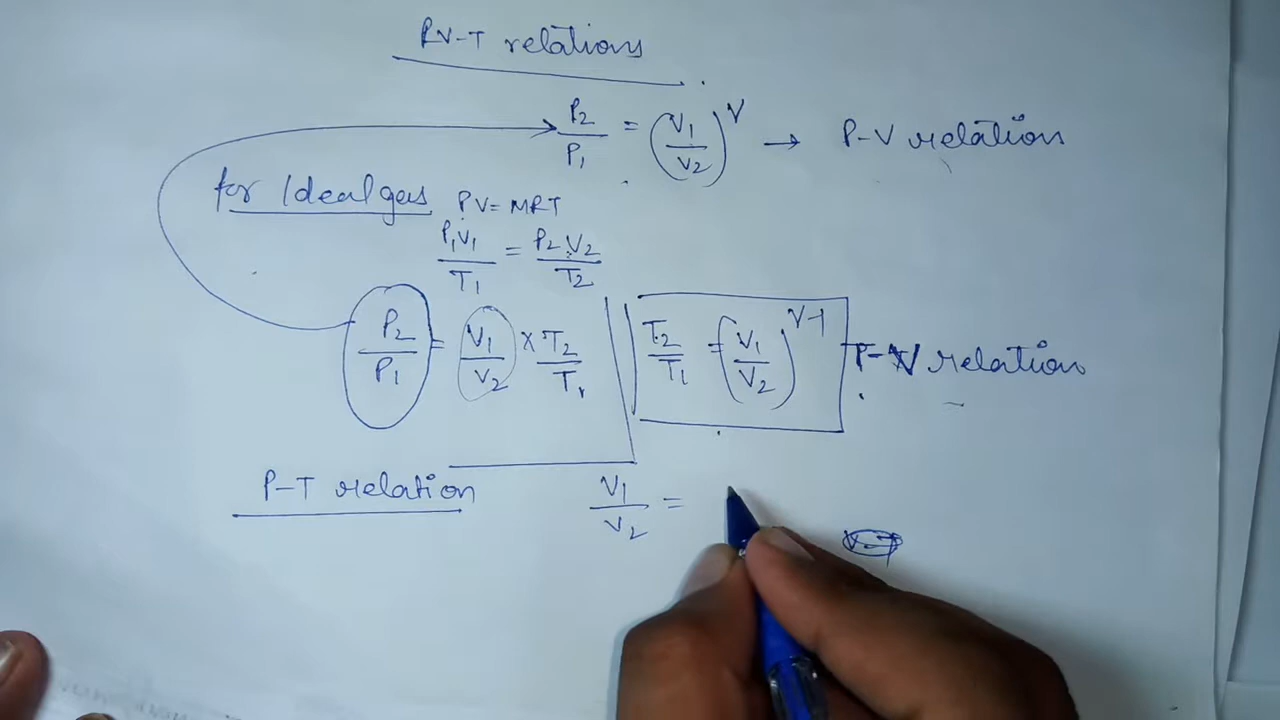 PV-T relations
P2/P1 = (V1/V2)^γ → P-V relation
for Ideal gas PV = MRT
P1V1/T1 = P2V2/T2
P2/P1 = V1/V2 × T2/T1
T2/T1 = (V1/V2)^γ-1 T-V relation
P-T relation
V1/V2 =